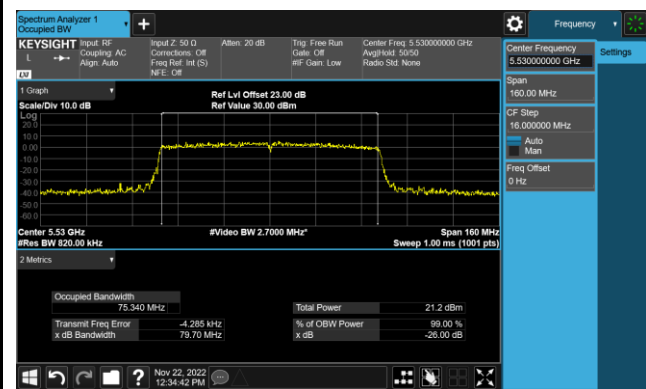 Spectrum Analyzer 1
Occupied BW
+
Frequency
KEYSIGHT
L
LXI
Input: RF
Coupling: AC
Align: Auto
Input Z: 50 Ω
Corrections: Off
Freq Ref: Int (S)
NFE: Off
Atten: 20 dB
Trig: Free Run
Gate: Off
#IF Gain: Low
Center Freq: 5.530000000 GHz
Avg|Hold: 50/50
Radio Std: None
Center Frequency
5.530000000 GHz
Settings
Span
160.00 MHz
CF Step
16.000000 MHz
Auto
Man
Freq Offset
0 Hz
1 Graph
Scale/Div 10.0 dB
Ref Lvl Offset 23.00 dB
Ref Value 30.00 dBm
Log
20.0
10.0
0.00
-10.0
-20.0
-30.0
-40.0
-50.0
-60.0
Center 5.53 GHz
#Res BW 820.00 kHz
#Video BW 2.7000 MHz*
Span 160 MHz
Sweep 1.00 ms (1001 pts)
2 Metrics
Occupied Bandwidth
75.340 MHz
Total Power 21.2 dBm
Transmit Freq Error -4.285 kHz
% of OBW Power 99.00 %
x dB Bandwidth 79.70 MHz
x dB -26.00 dB
?
Nov 22, 2022
12:34:42 PM